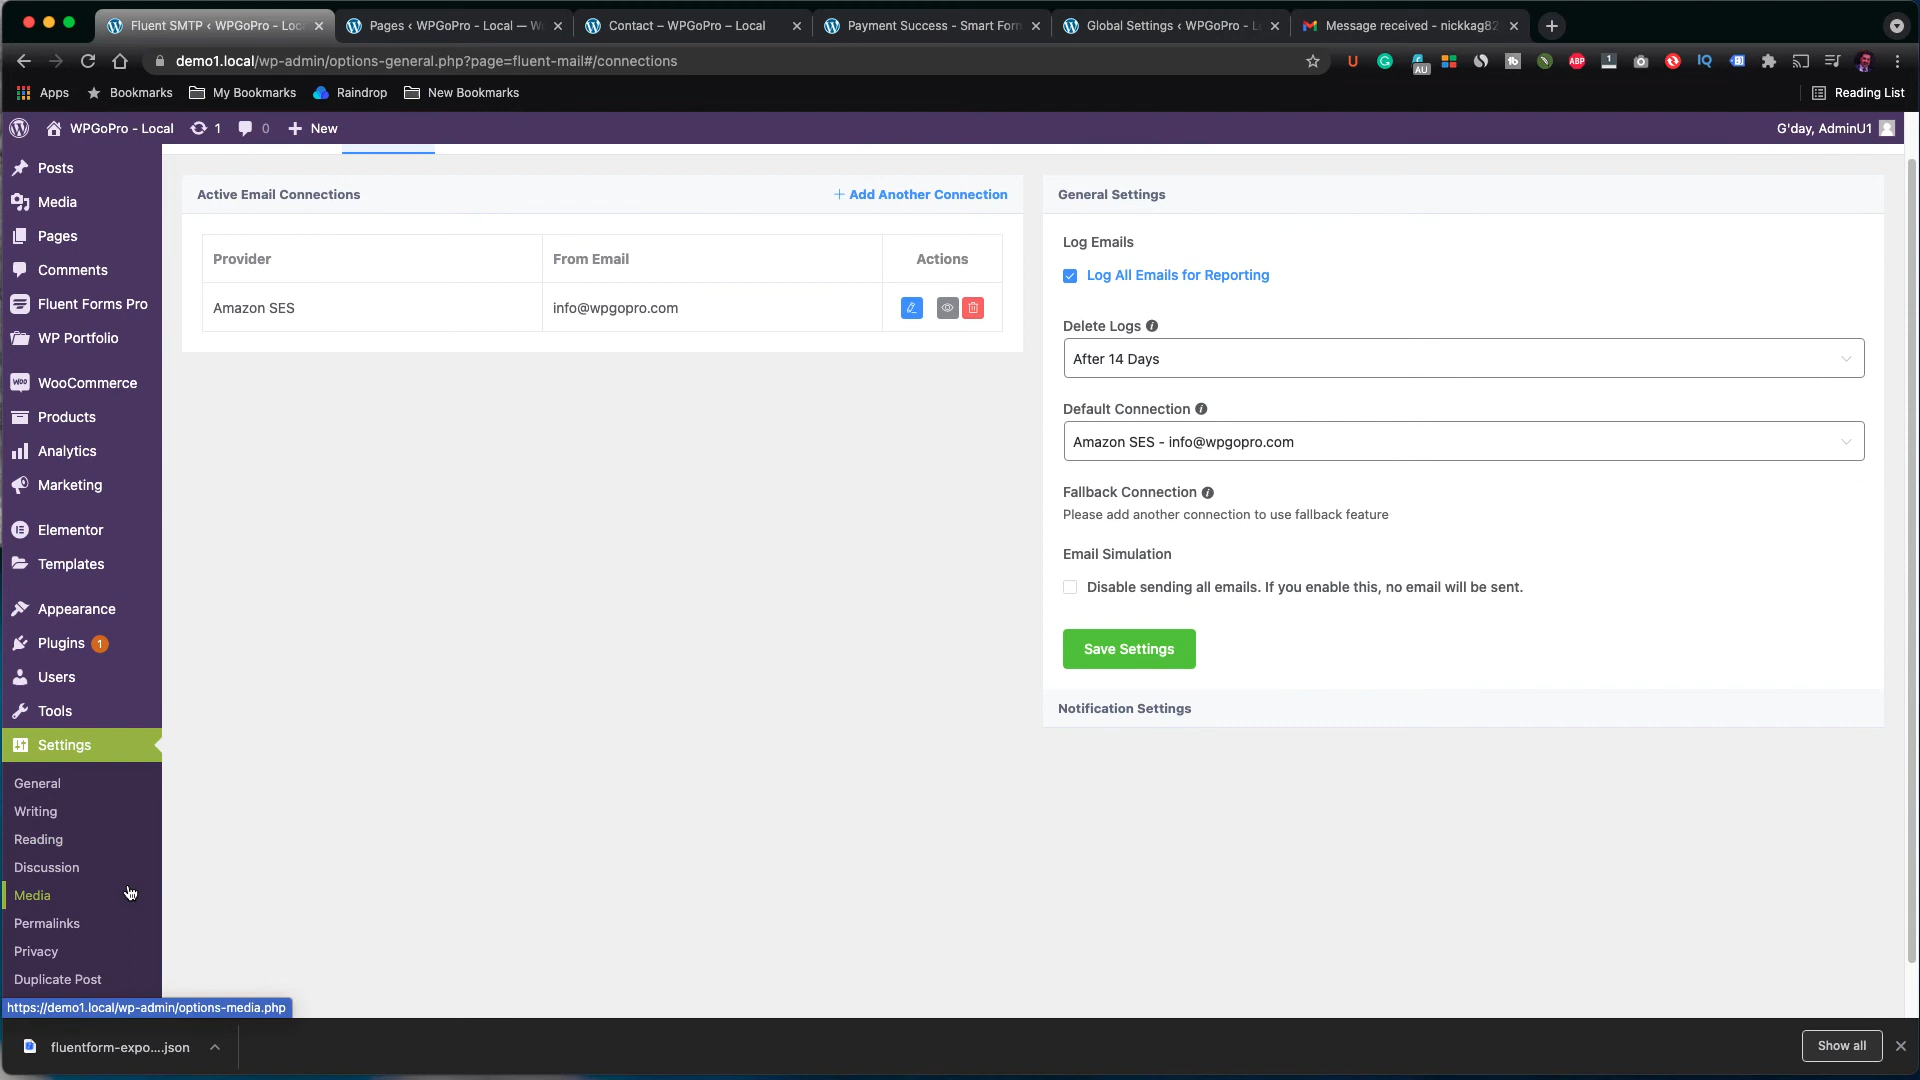 Fluent SMTP ‹ WPGoPro - Loc
Pages ‹ WPGoPro - Local — W
Contact – WPGoPro – Local
Payment Success - Smart Form
Global Settings ‹ WPGoPro - L
Message received - nickkag82
demo1.local/wp-admin/options-general.php?page=fluent-mail#/connections
Apps
Bookmarks
My Bookmarks
Raindrop
New Bookmarks
Reading List
WPGoPro - Local
1
0
New
G'day, AdminU1
Posts
Media
Pages
Comments
Fluent Forms Pro
WP Portfolio
WooCommerce
Products
Analytics
Marketing
Elementor
Templates
Appearance
Plugins 1
Users
Tools
Settings
General
Writing
Reading
Discussion
Media
Permalinks
Privacy
Duplicate Post
https://demo1.local/wp-admin/options-media.php
Active Email Connections
+ Add Another Connection
Provider From Email Actions
Amazon SES info@wpgopro.com
General Settings
Log Emails
Log All Emails for Reporting
Delete Logs
After 14 Days
Default Connection
Amazon SES - info@wpgopro.com
Fallback Connection
Please add another connection to use fallback feature
Email Simulation
Disable sending all emails. If you enable this, no email will be sent.
Save Settings
Notification Settings
fluentform-expo....json
Show all